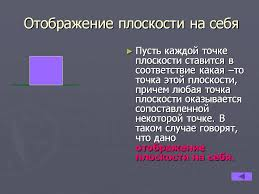 Отображение плоскости на себя
Пусть каждой точке
плоскости ставится в
соответствие какая –то
точка этой плоскости,
причем любая точка
плоскости оказывается
сопоставленной
некоторой точке. В
таком случае говорят,
что дано
отображение
плоскости на себя.